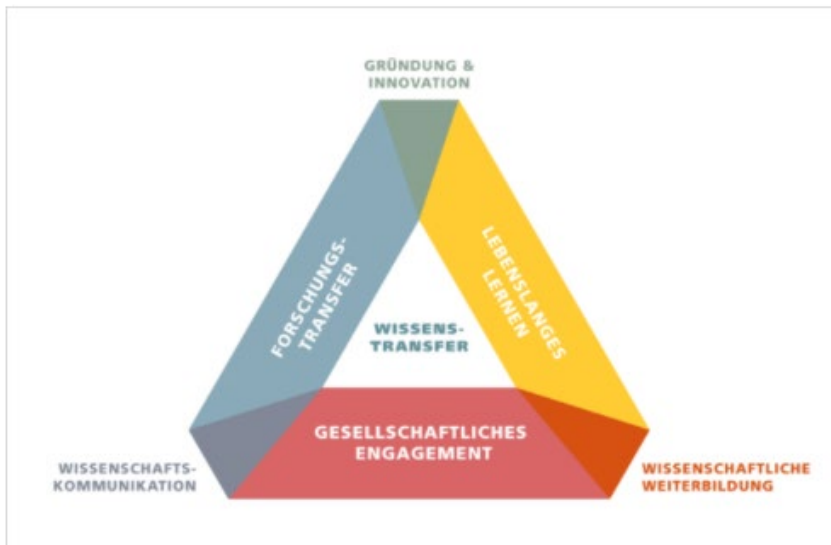 GRÜNDUNG &
INNOVATION
FORSCHUNGS-
TRANSFER
LEBENSLANGES
LERNEN
WISSENS-
TRANSFER
GESELLSCHAFTLICHES
ENGAGEMENT
WISSENSCHAFTS-
KOMMUNIKATION
WISSENSCHAFTLICHE
WEITERBILDUNG